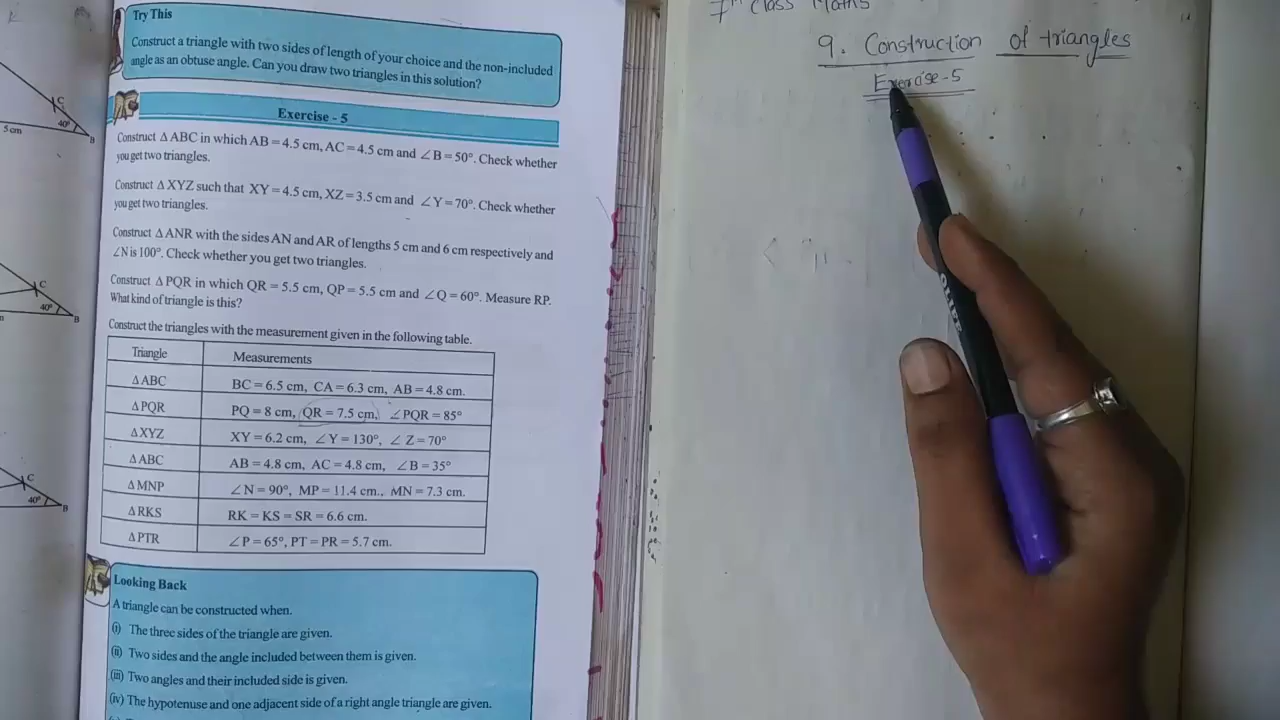 5 cm
40°
B
C
40°
B
C
40°
B
C
Try This
Construct a triangle with two sides of length of your choice and the non-included
angle as an obtuse angle. Can you draw two triangles in this solution?
Exercise - 5
Construct Δ ABC in which AB = 4.5 cm, AC = 4.5 cm and ∠B = 50°. Check whether
you get two triangles.
Construct Δ XYZ such that XY = 4.5 cm, XZ = 3.5 cm and ∠Y = 70°. Check whether
you get two triangles.
Construct Δ ANR with the sides AN and AR of lengths 5 cm and 6 cm respectively and
∠N is 100°. Check whether you get two triangles.
Construct Δ PQR in which QR = 5.5 cm, QP = 5.5 cm and ∠Q = 60°. Measure RP.
What kind of triangle is this?
Construct the triangles with the measurement given in the following table.
Triangle Measurements
Δ ABC BC = 6.5 cm, CA = 6.3 cm, AB = 4.8 cm.
Δ PQR PQ = 8 cm, QR = 7.5 cm, ∠PQR = 85°
Δ XYZ XY = 6.2 cm, ∠Y = 130°, ∠Z = 70°
Δ ABC AB = 4.8 cm, AC = 4.8 cm, ∠B = 35°
Δ MNP ∠N = 90°, MP = 11.4 cm., MN = 7.3 cm.
Δ RKS RK = KS = SR = 6.6 cm.
Δ PTR ∠P = 65°, PT = PR = 5.7 cm.
Looking Back
A triangle can be constructed when.
(i) The three sides of the triangle are given.
(ii) Two sides and the angle included between them is given.
(iii) Two angles and their included side is given.
(iv) The hypotenuse and one adjacent side of a right angle triangle are given.
7th Class Maths
9. Construction of triangles
Exercise - 5